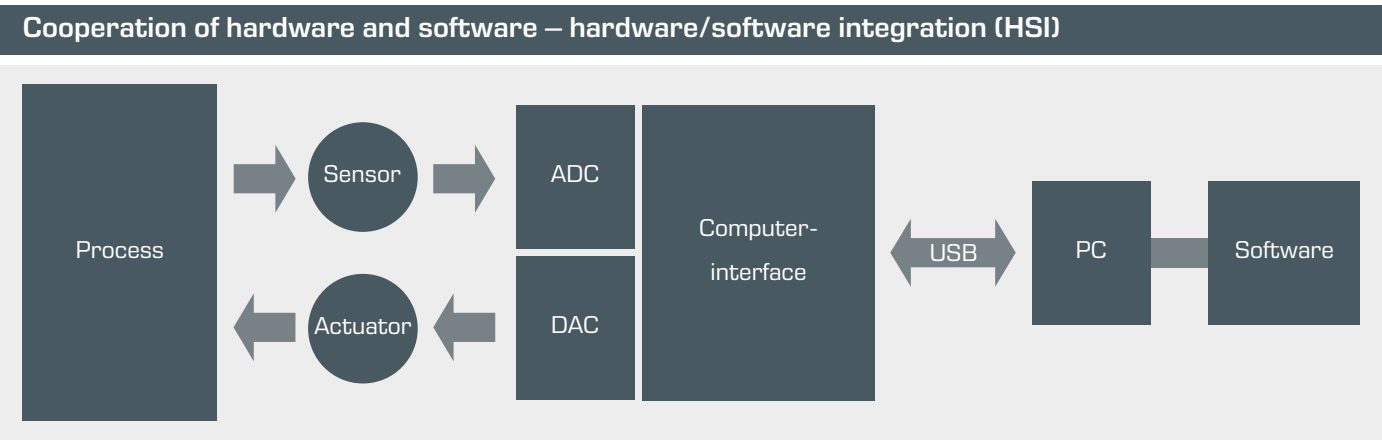 Cooperation of hardware and software – hardware/software integration (HSI)
Process
Sensor
Actuator
ADC
DAC
Computer-
interface
USB
PC
Software